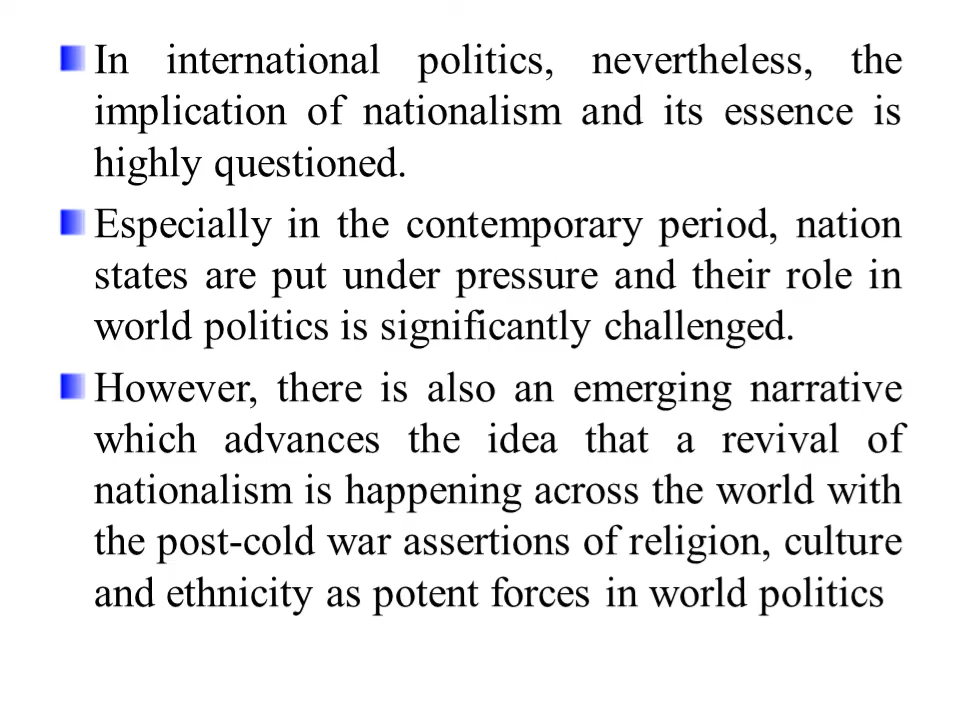 In international politics, nevertheless, the
implication of nationalism and its essence is
highly questioned.
Especially in the contemporary period, nation
states are put under pressure and their role in
world politics is significantly challenged.
However, there is also an emerging narrative
which advances the idea that a revival of
nationalism is happening across the world with
the post-cold war assertions of religion, culture
and ethnicity as potent forces in world politics